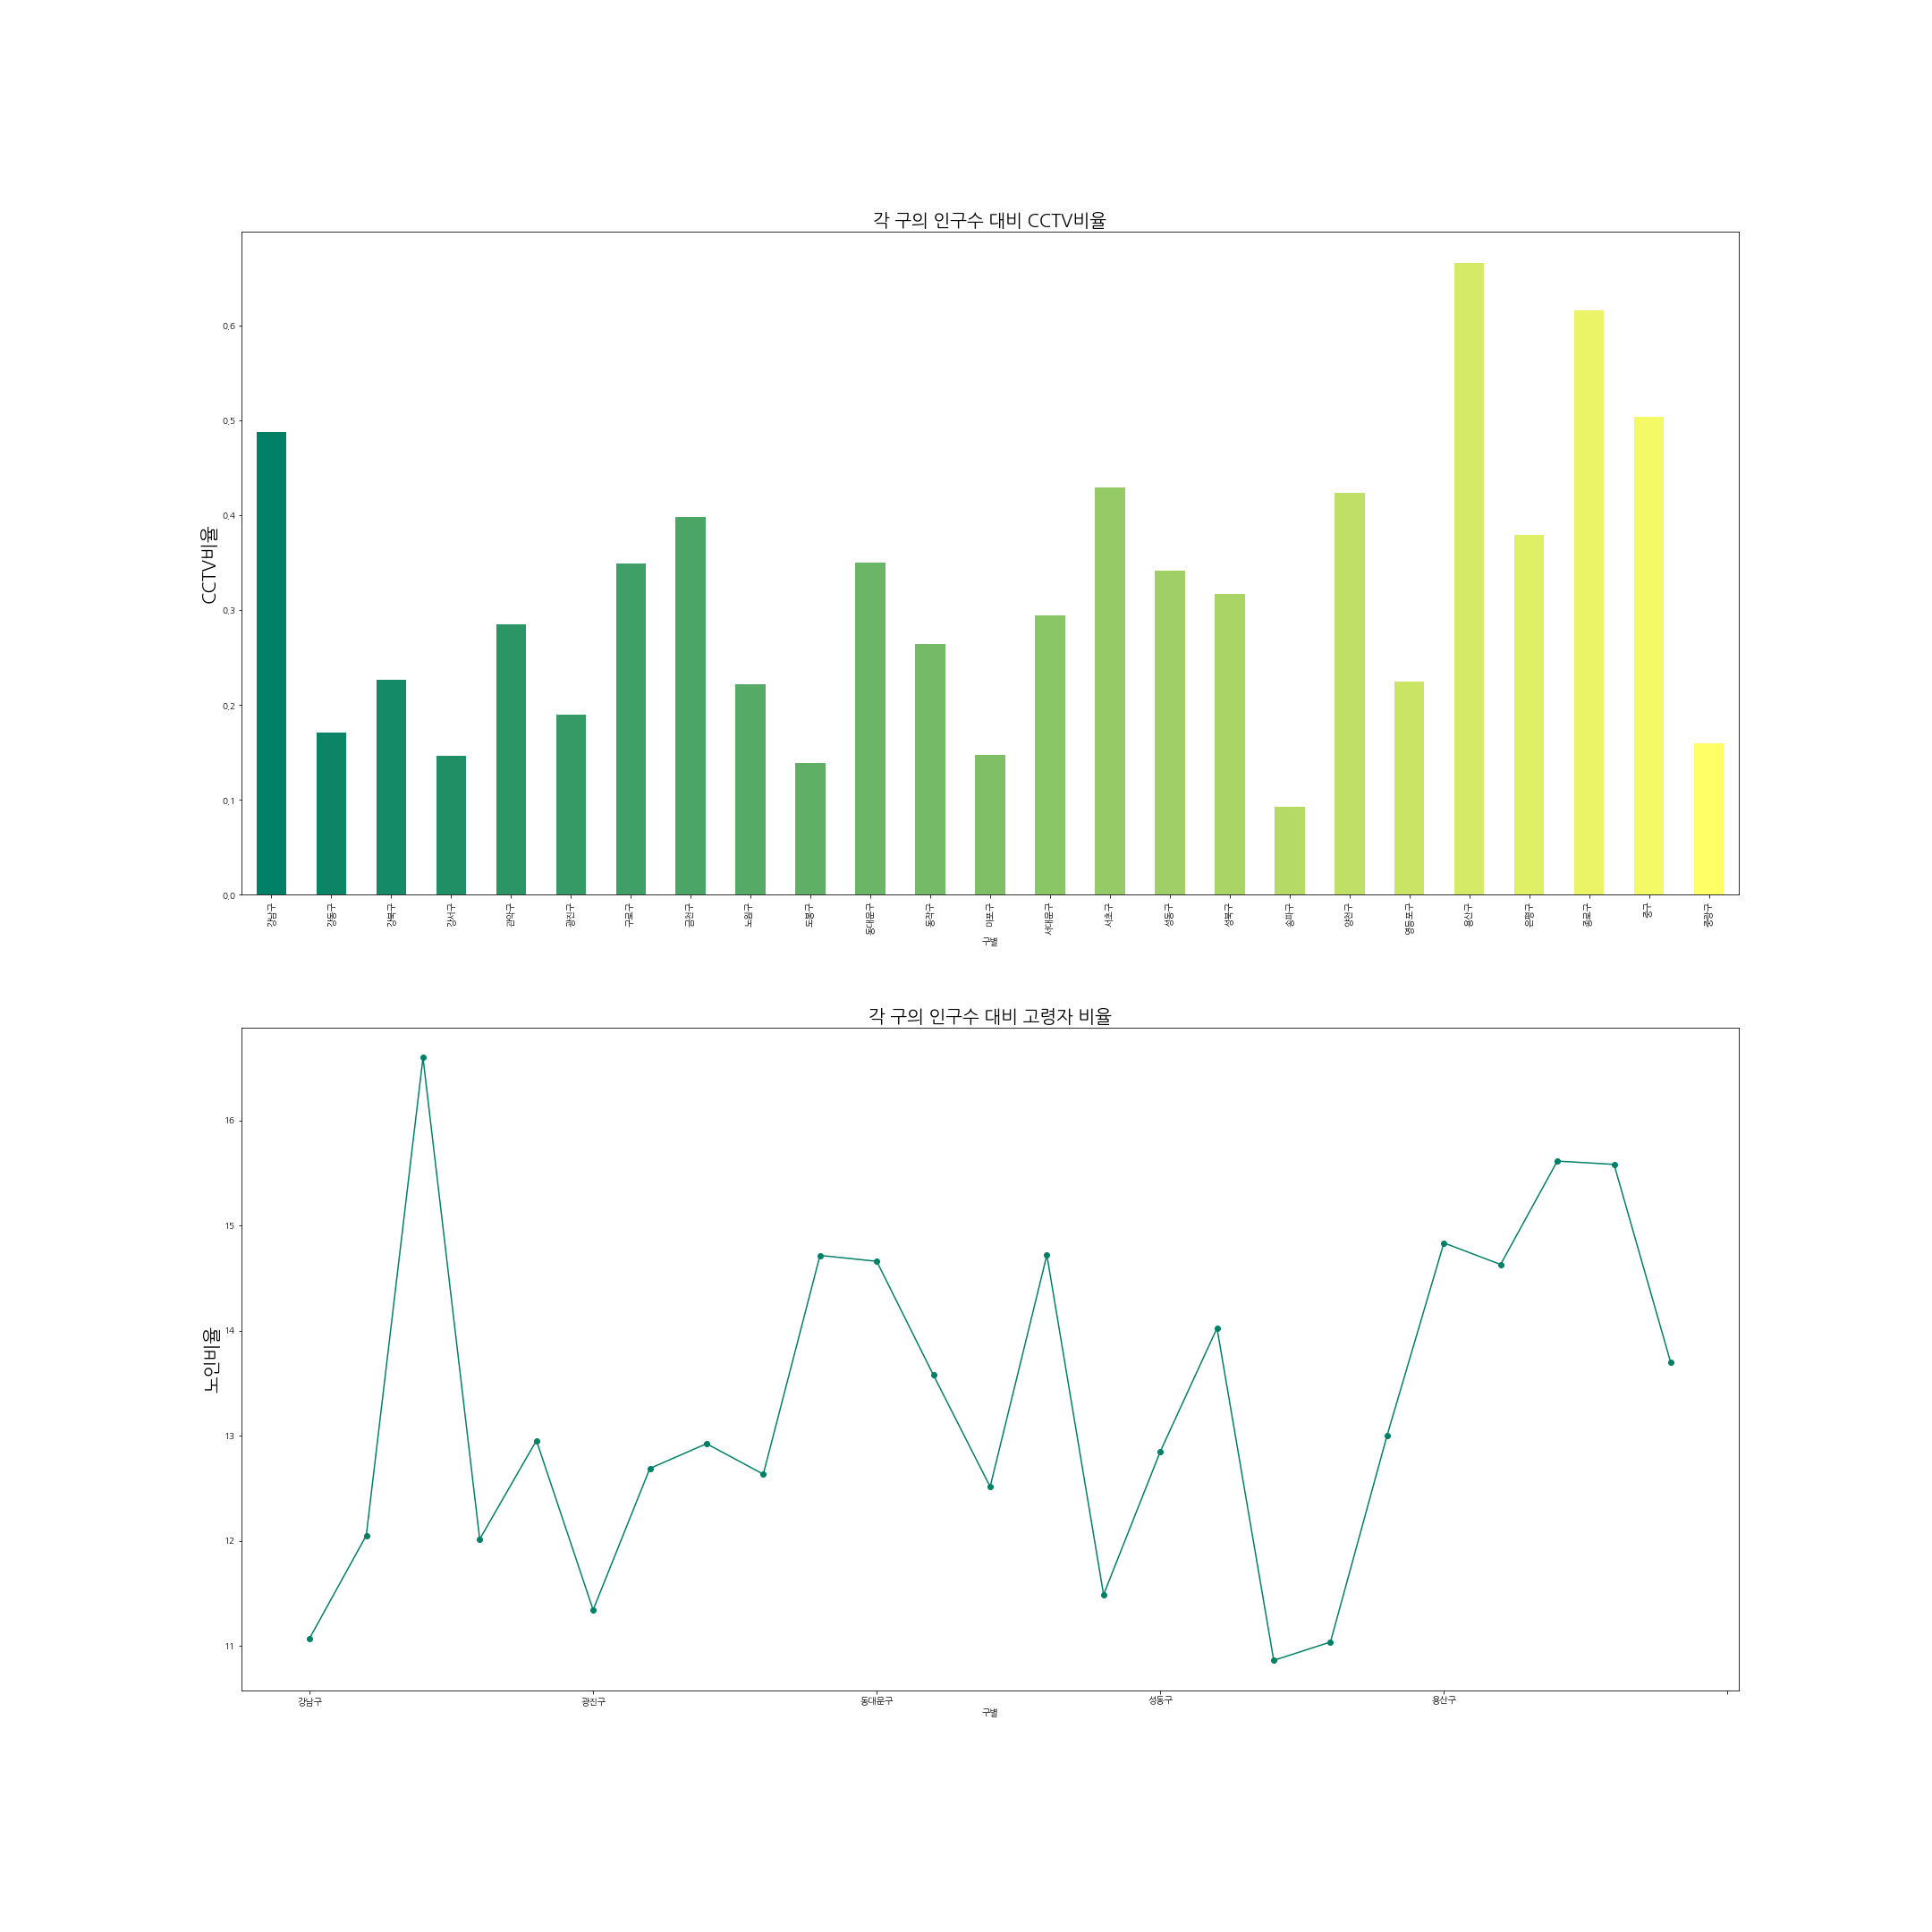 각 구의 인구수 대비 CCTV비율
CCTV비율
0.6
0.5
0.4
0.3
0.2
0.1
0.0
강남구
강동구
강북구
강서구
관악구
광진구
구로구
금천구
노원구
도봉구
동대문구
동작구
마포구
서대문구
서초구
성동구
성북구
송파구
양천구
영등포구
용산구
은평구
종로구
중구
중랑구
구별
각 구의 인구수 대비 고령자 비율
노인비율
16
15
14
13
12
11
강남구
광진구
동대문구
성동구
용산구
구별